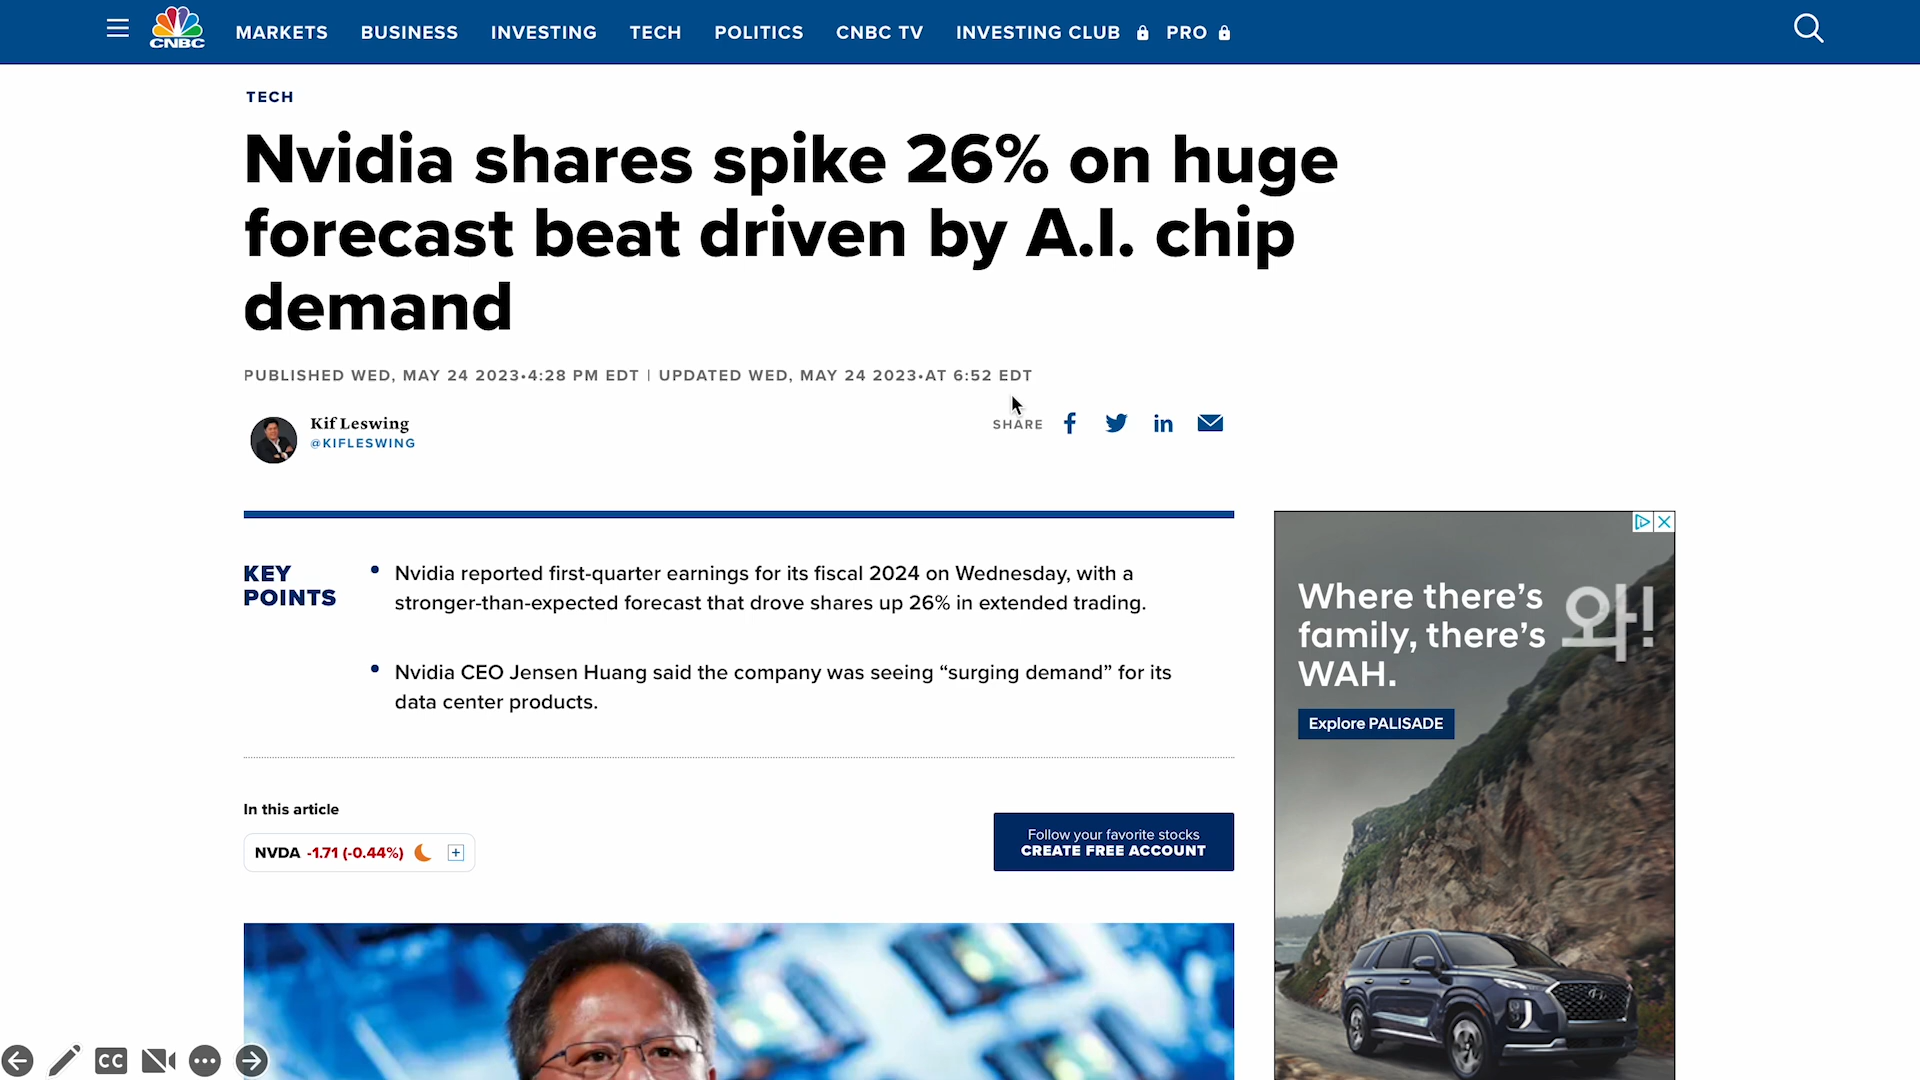 CNBC
MARKETS BUSINESS INVESTING TECH POLITICS CNBC TV INVESTING CLUB PRO
TECH
Nvidia shares spike 26% on huge
forecast beat driven by A.I. chip
demand
PUBLISHED WED, MAY 24 2023•4:28 PM EDT | UPDATED WED, MAY 24 2023•AT 6:52 EDT
Kif Leswing
@KIFLESWING
SHARE
KEY
POINTS
• Nvidia reported first-quarter earnings for its fiscal 2024 on Wednesday, with a
stronger-than-expected forecast that drove shares up 26% in extended trading.
• Nvidia CEO Jensen Huang said the company was seeing “surging demand” for its
data center products.
In this article
NVDA -1.71 (-0.44%)
Follow your favorite stocks
CREATE FREE ACCOUNT
Where there’s
family, there’s
WAH.
와!
Explore PALISADE
CC